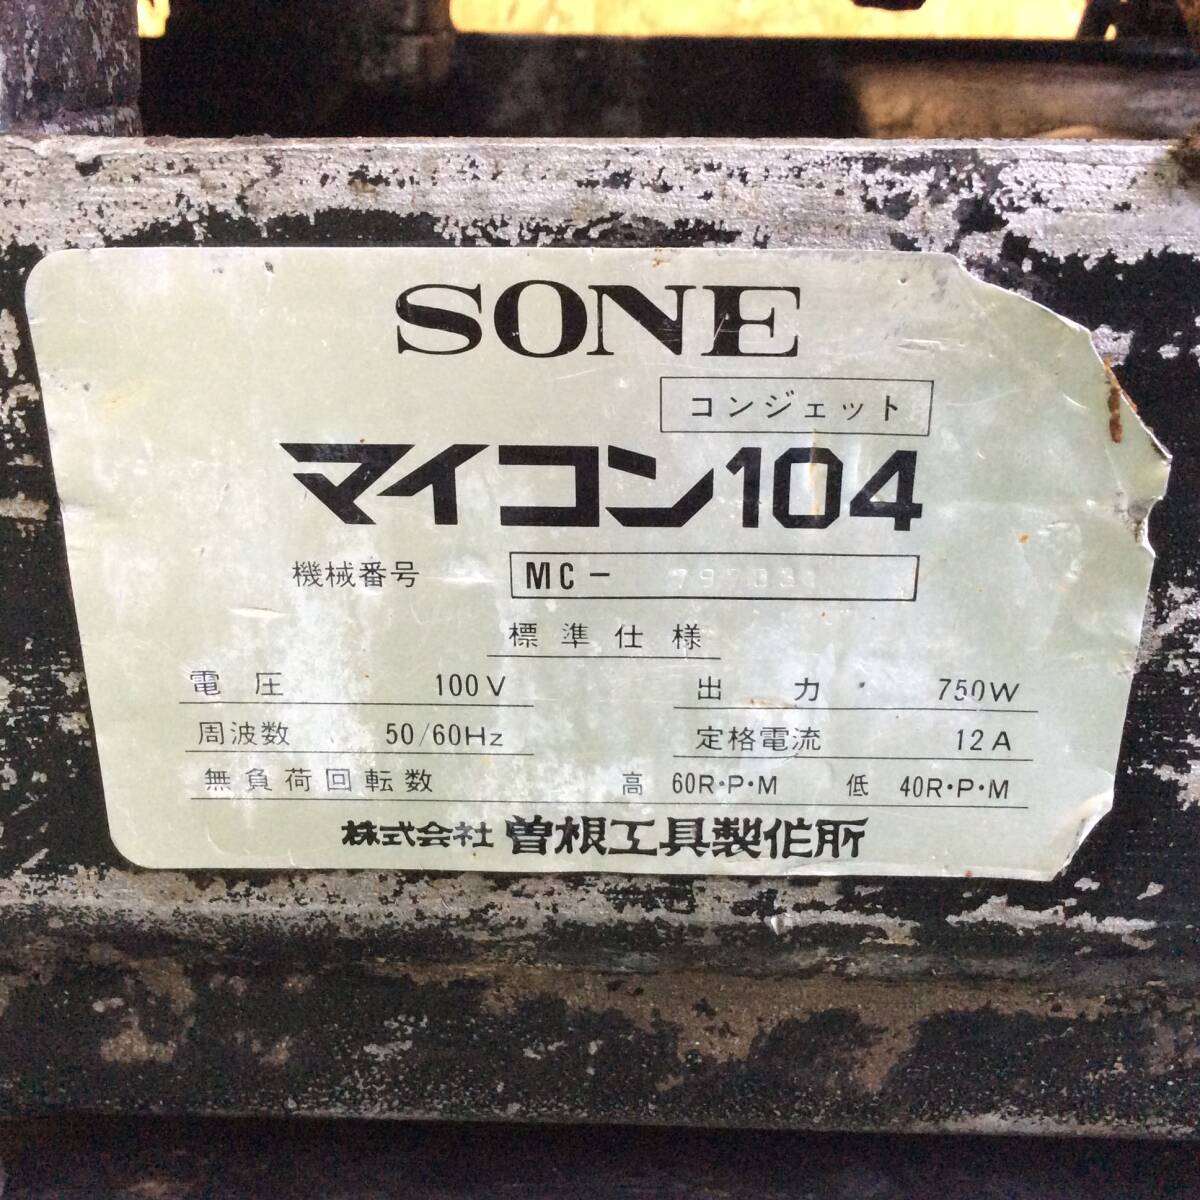 SONE
コンジェット
マイコン104
機械番号 MC-
標準仕様
電圧 100V 出力 750W
周波数 50/60Hz 定格電流 12A
無負荷回転数 高 60R・P・M 低 40R・P・M
株式会社 曽根工具製作所